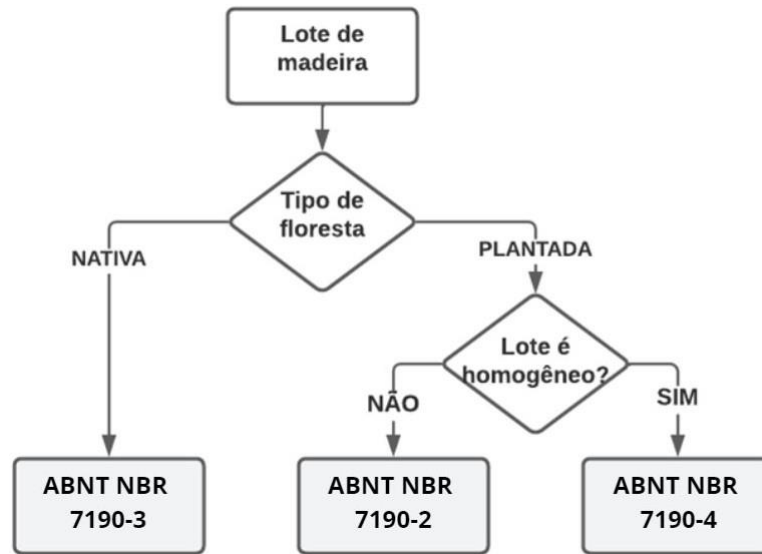 Lote de
madeira
Tipo de
floresta
NATIVA
PLANTADA
Lote é
homogêneo?
NÃO
SIM
ABNT NBR
7190-3
ABNT NBR
7190-2
ABNT NBR
7190-4